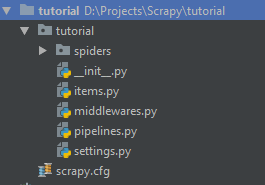 tutorial D:\Projects\Scrapy\tutorial
tutorial
spiders
__init__.py
items.py
middlewares.py
pipelines.py
settings.py
scrapy.cfg